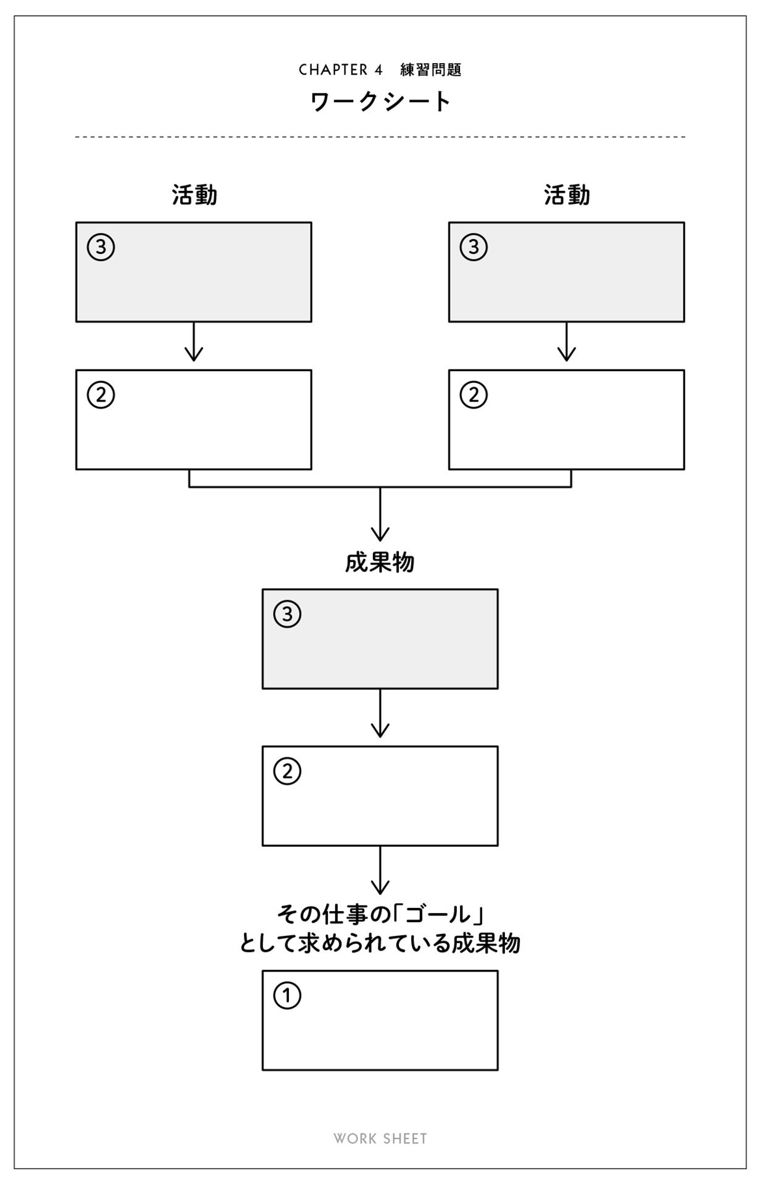 CHAPTER 4　練習問題
ワークシート
活動
活動
③
③
②
②
成果物
③
②
その仕事の「ゴール」
として求められている成果物
①
WORK SHEET